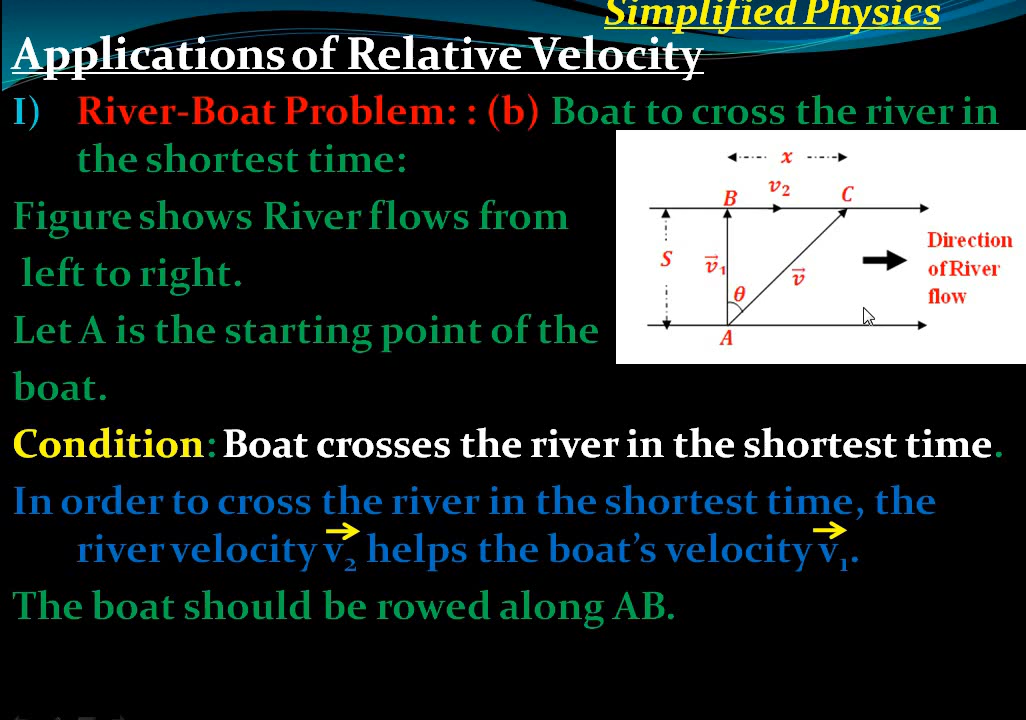 Simplified Physics
Applications of Relative Velocity
I) River-Boat Problem: : (b) Boat to cross the river in
the shortest time:
Figure shows River flows from
left to right.
Let A is the starting point of the
boat.
Condition: Boat crosses the river in the shortest time.
In order to cross the river in the shortest time, the
river velocity v₂ helps the boat's velocity v₁.
The boat should be rowed along AB.
x
B v₂ C
S v⃗₁ v⃗
θ
A
Direction
of River
flow